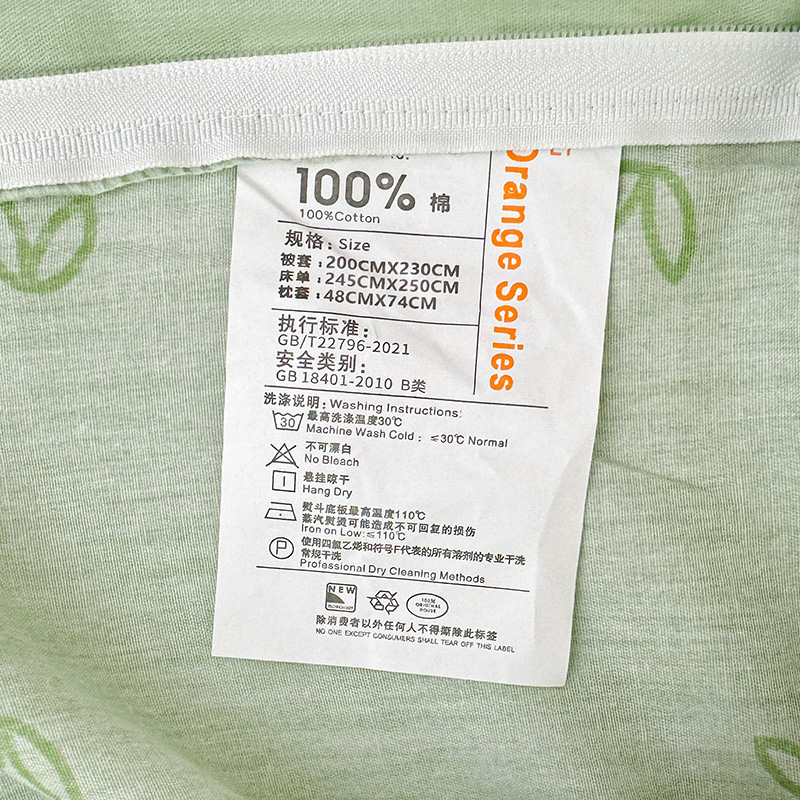 100% 棉
100%Cotton
规格: Size
被套:200CMX230CM
床单:245CMX250CM
枕套:48CMX74CM
执行标准:
GB/T22796-2021
安全类别:
GB 18401-2010 B类
Orange Series
洗涤说明: Washing Instructions:
30
最高洗涤温度30℃
Machine Wash Cold : ≤30℃ Normal
不可漂白
No Bleach
悬挂晾干
Hang Dry
熨斗底板最高温度110℃
蒸汽熨烫可能造成不可回复的损伤
Iron on Low:≤110℃
P
使用四氯乙烯和符号F代表的所有溶剂的专业干洗
常规干洗
Professional Dry Cleaning Methods
NEW
100%
ORIGINAL
除消费者以外任何人不得撕除此标签
NO ONE EXCEPT CONSUMERS SHALL TEAR OFF THIS LABEL